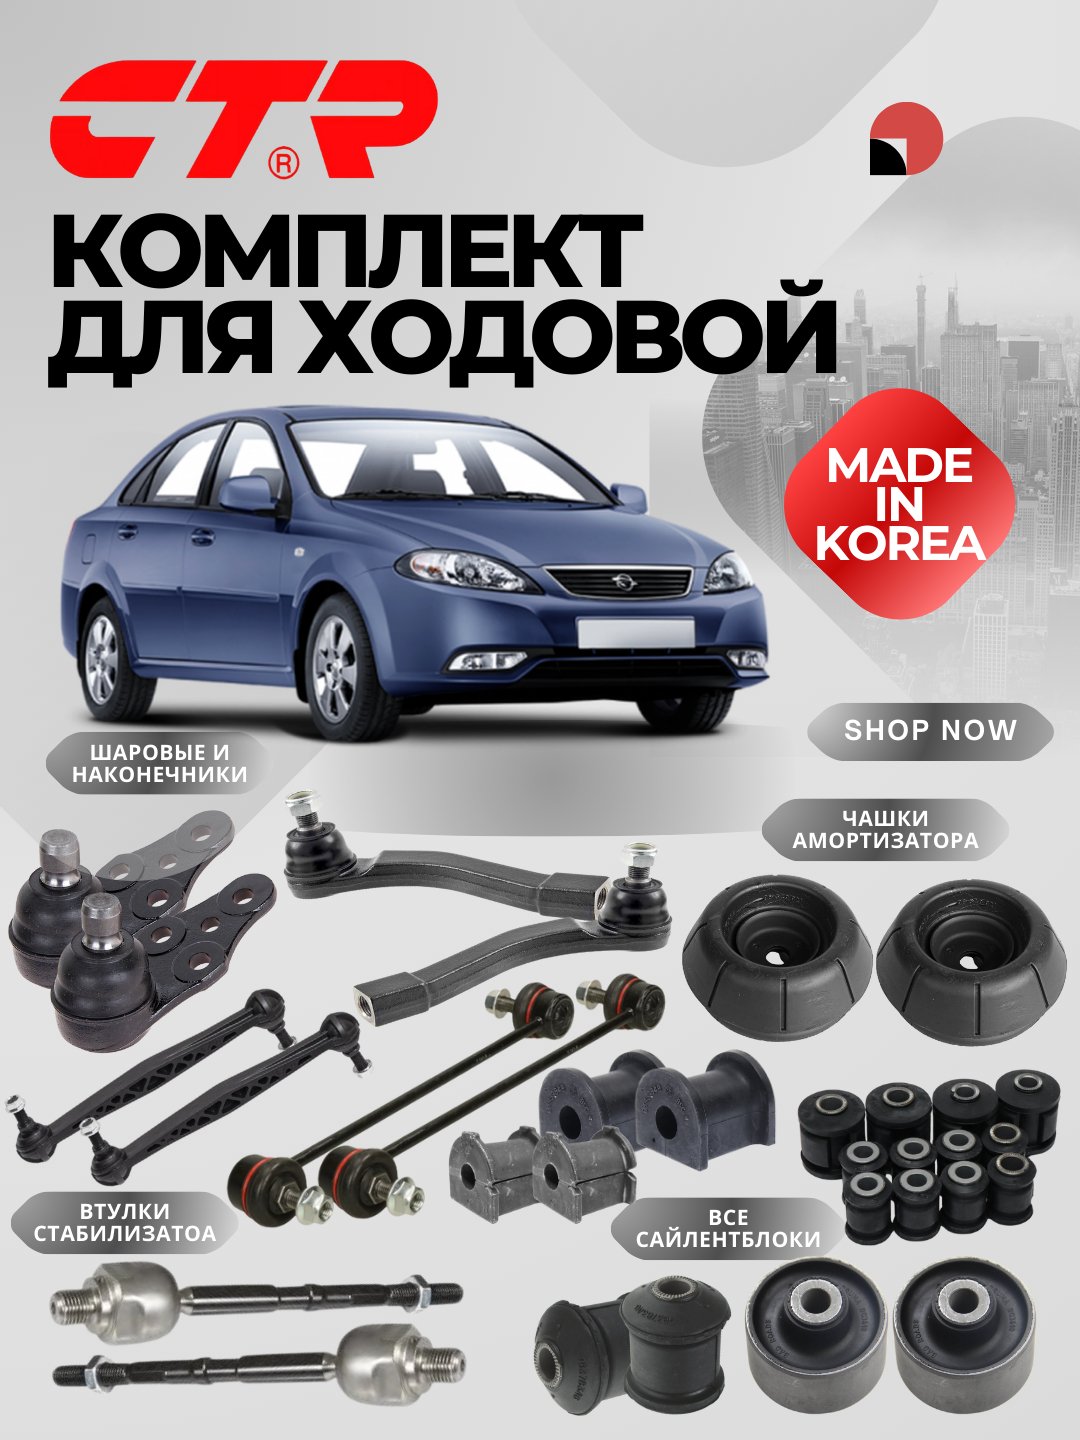 CTR®
КОМПЛЕКТ
ДЛЯ ХОДОВОЙ
MADE
IN
KOREA
SHOP NOW
ШАРОВЫЕ И
НАКОНЕЧНИКИ
ЧАШКИ
АМОРТИЗАТОРА
ВТУЛКИ
СТАБИЛИЗАТОА
ВСЕ
САЙЛЕНТБЛОКИ